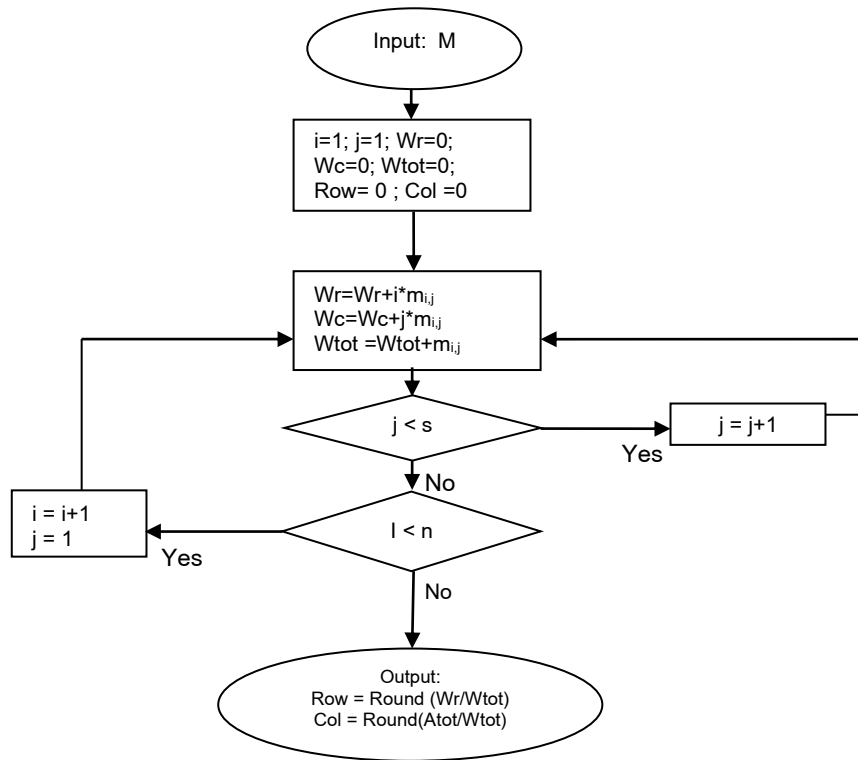 Input: M
i=1; j=1; Wr=0;
Wc=0; Wtot=0;
Row= 0 ; Col =0
Wr=Wr+i*mi,j
Wc=Wc+j*mi,j
Wtot =Wtot+mi,j
j < s
Yes
j = j+1
No
I < n
Yes
i = i+1
j = 1
No
Output:
Row = Round (Wr/Wtot)
Col = Round(Atot/Wtot)